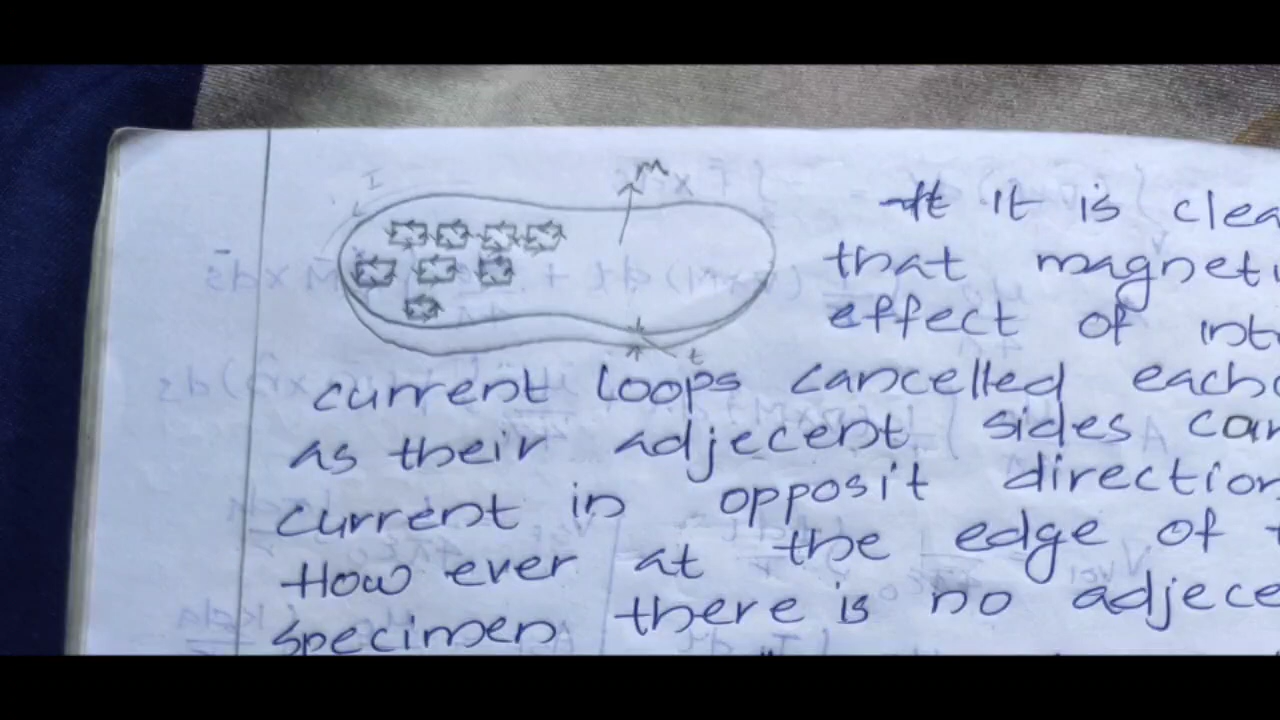 I
M
t
It is clea
that magneti
effect of int
current loops cancelled each
as their adjecent sides car
current in opposit direction
How ever at the edge of t
specimen there is no adjece